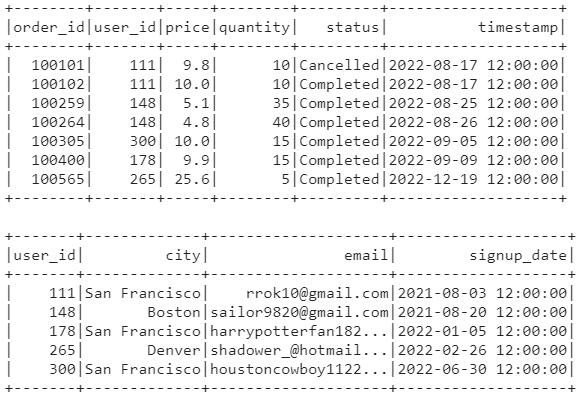 +--------+-------+-----+--------+---------+-------------------+
|order_id|user_id|price|quantity|   status|          timestamp|
+--------+-------+-----+--------+---------+-------------------+
|  100101|    111|  9.8|      10|Cancelled|2022-08-17 12:00:00|
|  100102|    111| 10.0|      10|Completed|2022-08-17 12:00:00|
|  100259|    148|  5.1|      35|Completed|2022-08-25 12:00:00|
|  100264|    148|  4.8|      40|Completed|2022-08-26 12:00:00|
|  100305|    300| 10.0|      15|Completed|2022-09-05 12:00:00|
|  100400|    178|  9.9|      15|Completed|2022-09-09 12:00:00|
|  100565|    265| 25.6|       5|Completed|2022-12-19 12:00:00|
+--------+-------+-----+--------+---------+-------------------+

+-------+-------------+--------------------+-------------------+
|user_id|         city|               email|        signup_date|
+-------+-------------+--------------------+-------------------+
|    111|San Francisco|    rrok10@gmail.com|2021-08-03 12:00:00|
|    148|       Boston|sailor9820@gmail.com|2021-08-20 12:00:00|
|    178|San Francisco|harrypotterfan182...|2022-01-05 12:00:00|
|    265|       Denver|shadower_@hotmail...|2022-02-26 12:00:00|
|    300|San Francisco|houstoncowboy1122...|2022-06-30 12:00:00|
+-------+-------------+--------------------+-------------------+